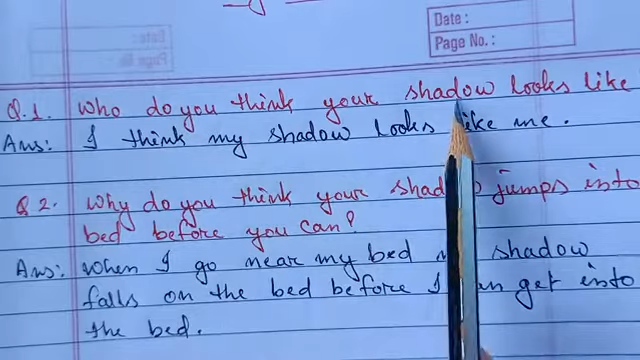 Date :
Page No. :
Q.1. Who do you think your shadow looks like
Ans: I think my shadow looks like me.
Q 2. Why do you think your shadow jumps into
bed before you can?
Ans: When I go near my bed my shadow
falls on the bed before I can get into
the bed.